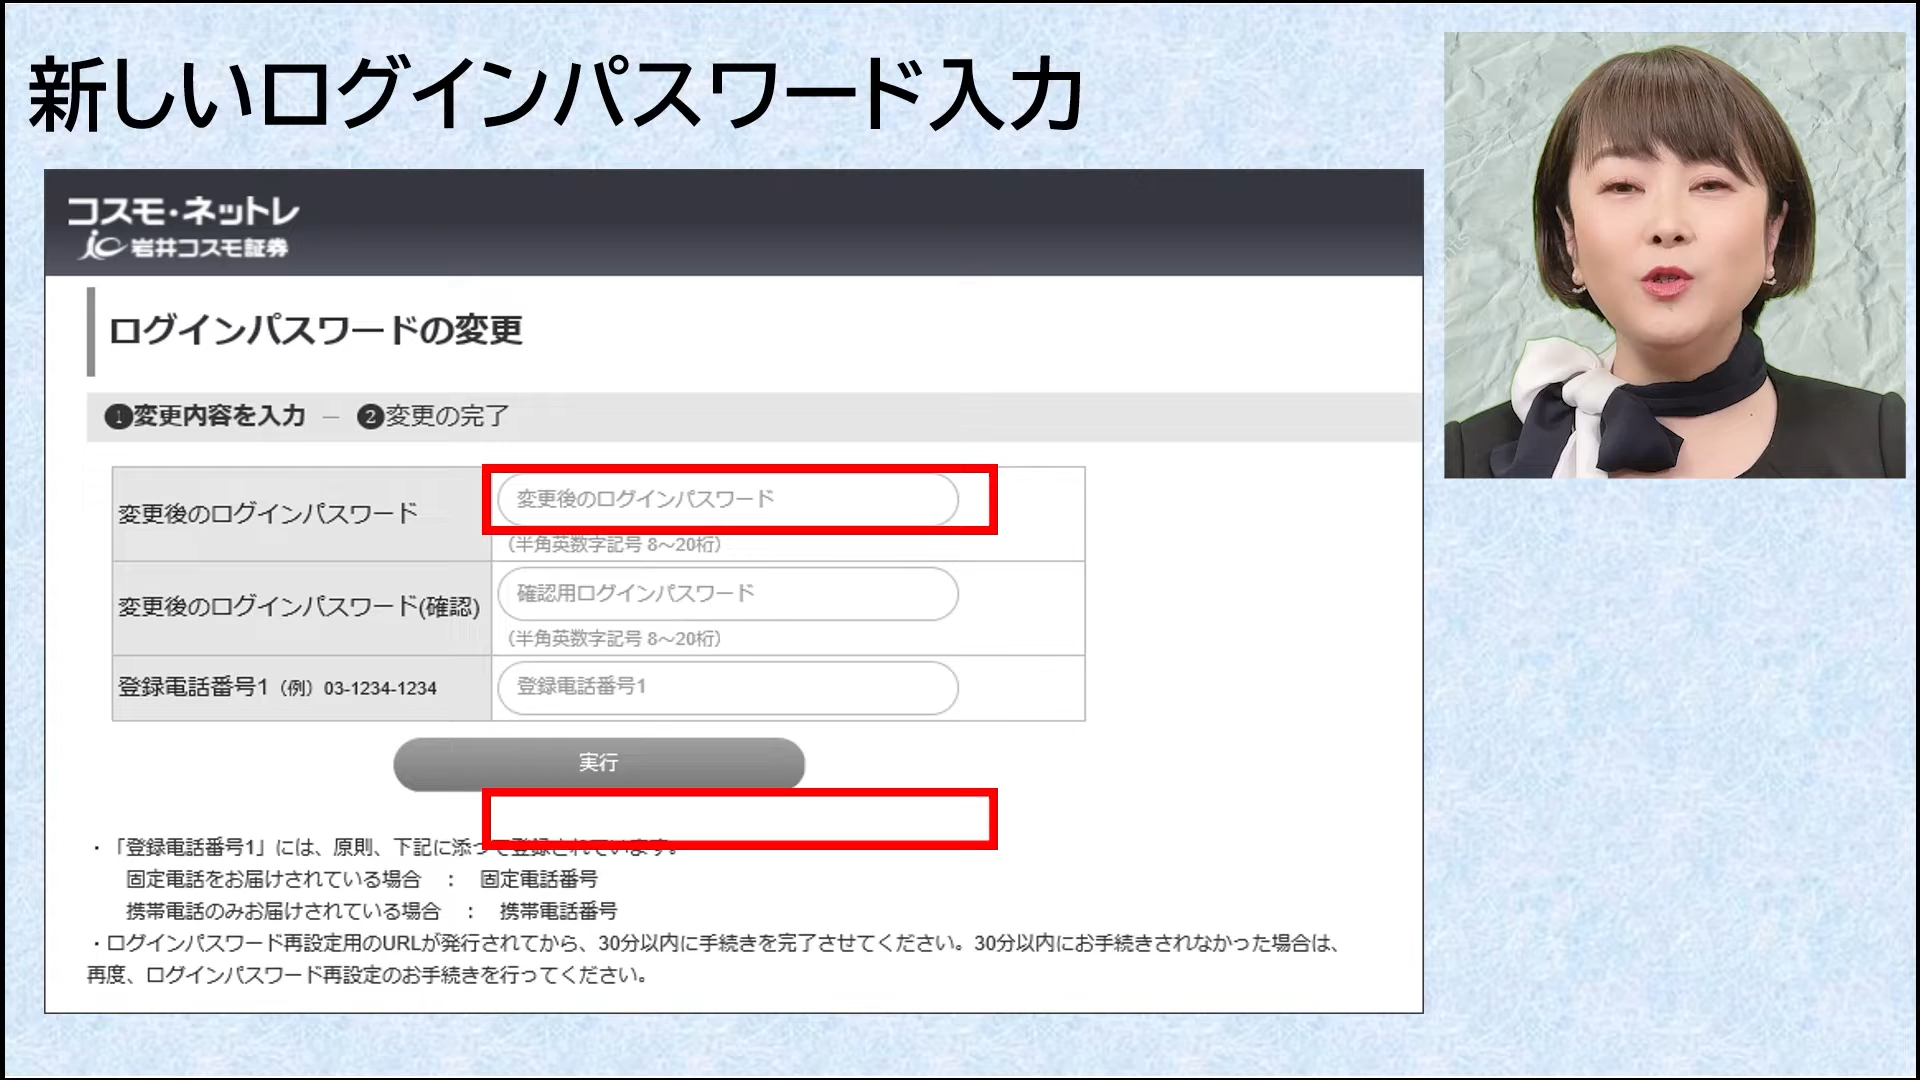 新しいログインパスワード入力
コスモ・ネットレ
ic岩井コスモ証券
ログインパスワードの変更
❶変更内容を入力 － ❷変更の完了
変更後のログインパスワード
変更後のログインパスワード
(半角英数字記号 8～20桁)
変更後のログインパスワード(確認)
確認用ログインパスワード
(半角英数字記号 8～20桁)
登録電話番号1 (例) 03-1234-1234
登録電話番号1
実行
・「登録電話番号1」には、原則、下記に添って登録されています。
固定電話をお届けされている場合 ： 固定電話番号
携帯電話のみお届けされている場合 ： 携帯電話番号
・ログインパスワード再設定用のURLが発行されてから、30分以内に手続きを完了させてください。30分以内にお手続きされなかった場合は、
再度、ログインパスワード再設定のお手続きを行ってください。